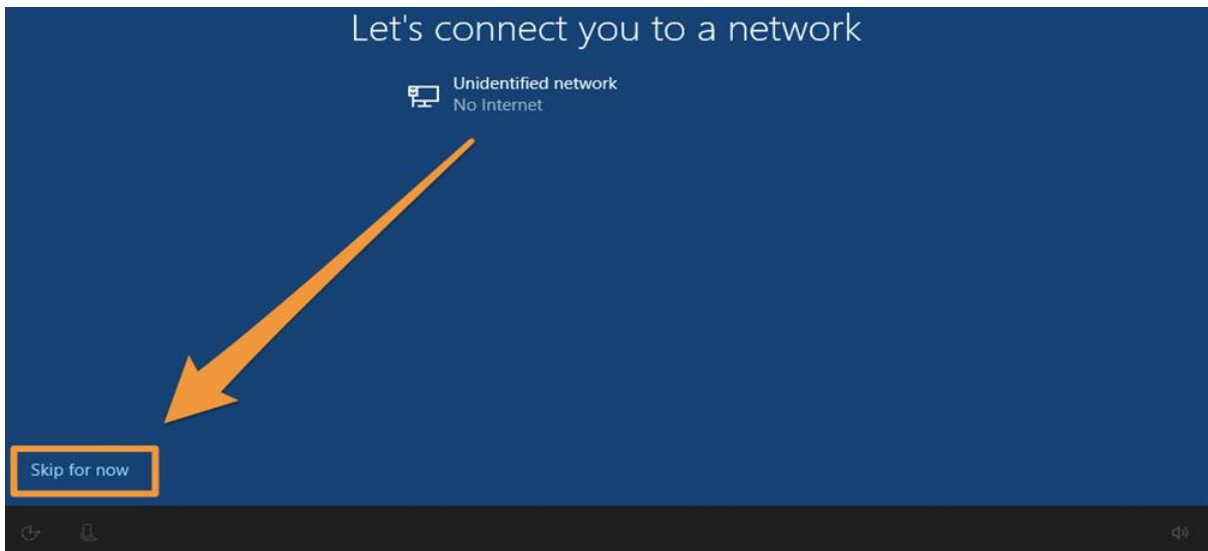 Let's connect you to a network
Unidentified network
No Internet
Skip for now